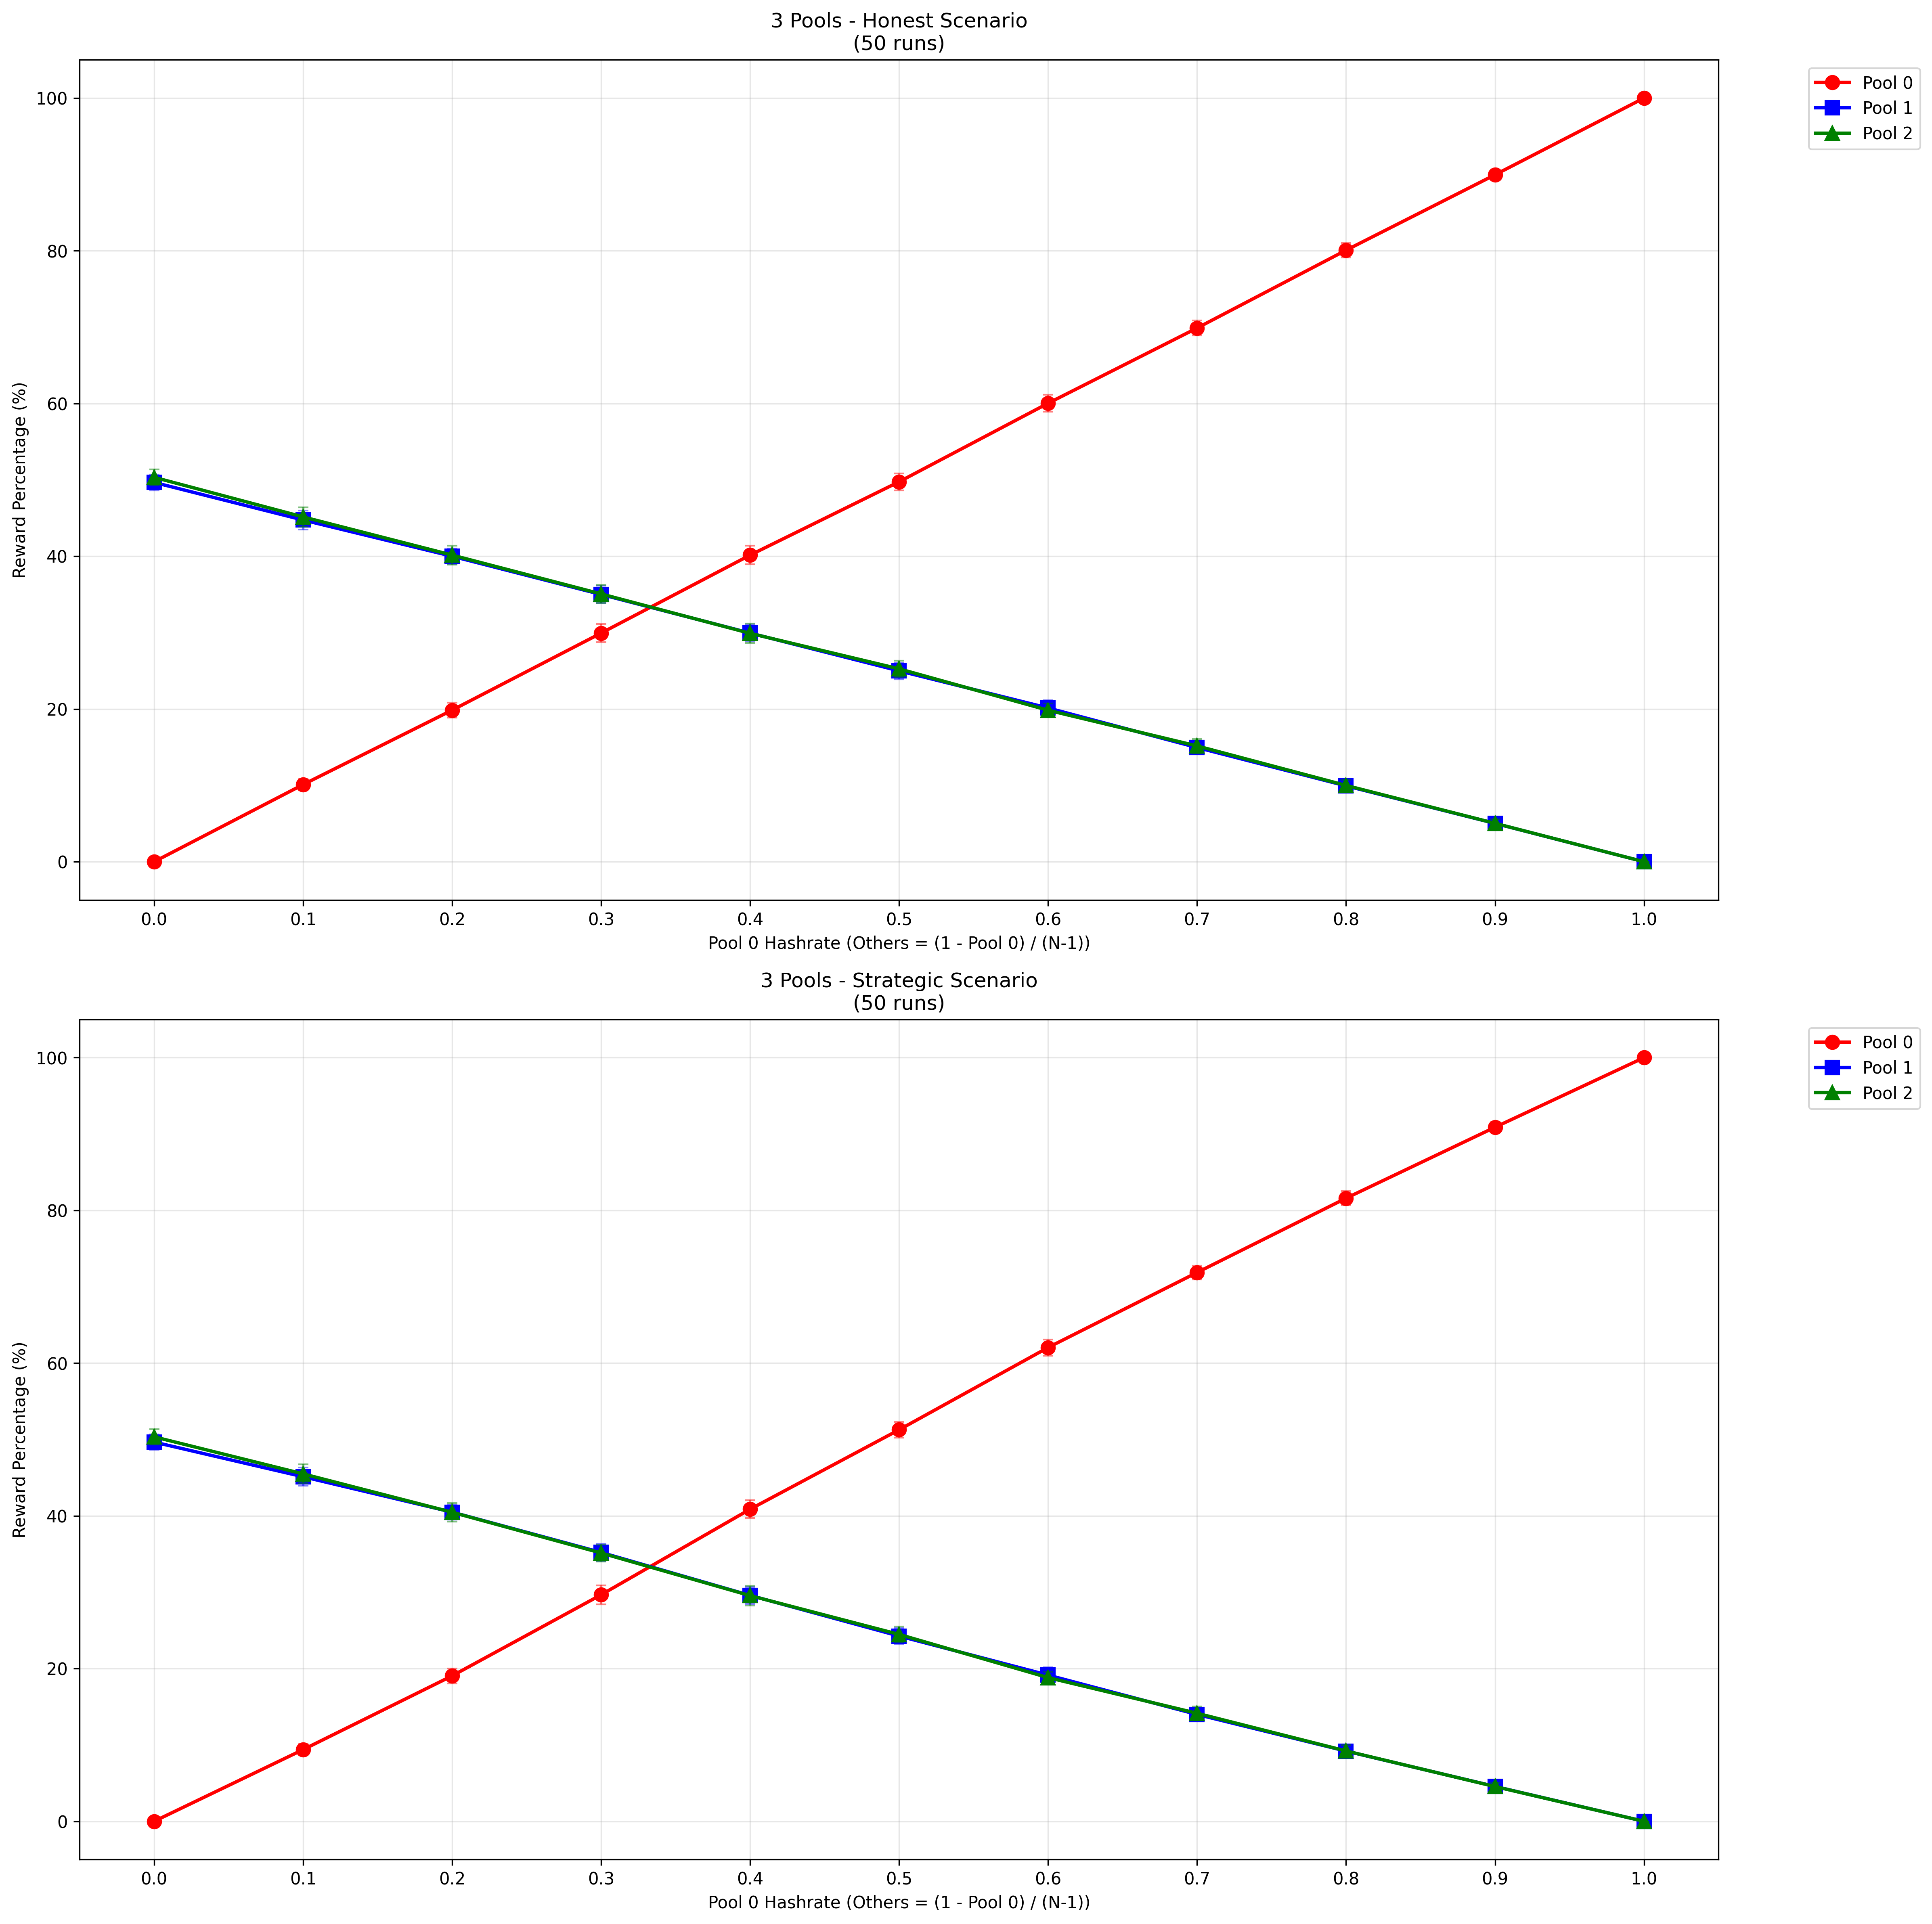 3 Pools - Honest Scenario
(50 runs)
Reward Percentage (%)
100
80
60
40
20
0
0.0 0.1 0.2 0.3 0.4 0.5 0.6 0.7 0.8 0.9 1.0
Pool 0 Hashrate (Others = (1 - Pool 0) / (N-1))
Pool 0
Pool 1
Pool 2
3 Pools - Strategic Scenario
(50 runs)
Reward Percentage (%)
100
80
60
40
20
0
0.0 0.1 0.2 0.3 0.4 0.5 0.6 0.7 0.8 0.9 1.0
Pool 0 Hashrate (Others = (1 - Pool 0) / (N-1))
Pool 0
Pool 1
Pool 2